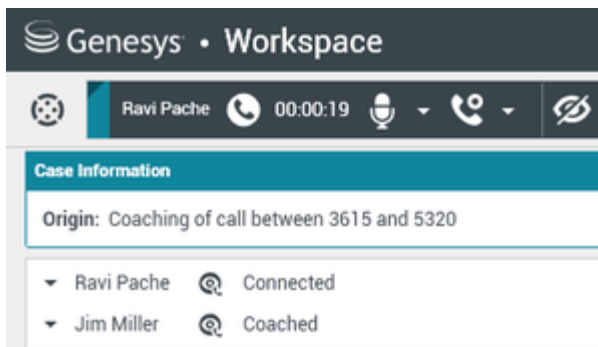 Genesys • Workspace
Ravi Pache 00:00:19
Case Information
Origin: Coaching of call between 3615 and 5320
Ravi Pache Connected
Jim Miller Coached